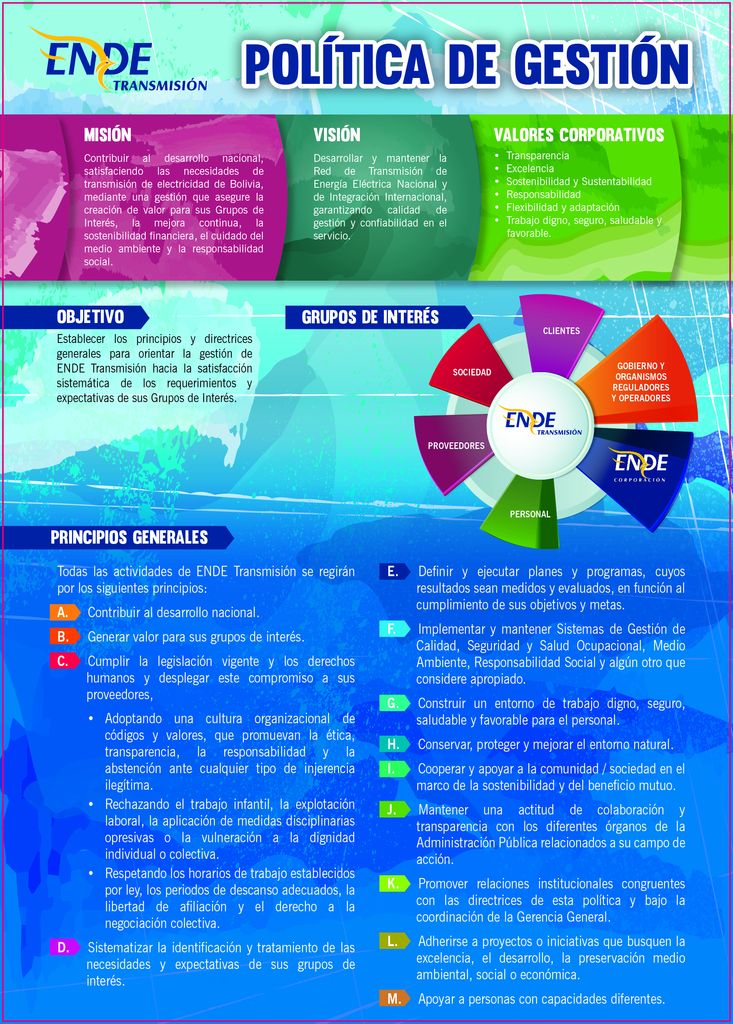 ENDE
TRANSMISIÓN
POLÍTICA DE GESTIÓN
MISIÓN
Contribuir al desarrollo nacional,
satisfaciendo las necesidades de
transmisión de electricidad de Bolivia,
mediante una gestión que asegure la
creación de valor para sus Grupos de
Interés, la mejora continua, la
sostenibilidad financiera, el cuidado del
medio ambiente y la responsabilidad
social.
VISIÓN
Desarrollar y mantener la
Red de Transmisión de
Energía Eléctrica Nacional y
de Integración Internacional,
garantizando calidad de
gestión y confiabilidad en el
servicio.
VALORES CORPORATIVOS
• Transparencia
• Excelencia
• Sostenibilidad y Sustentabilidad
• Responsabilidad
• Flexibilidad y adaptación
• Trabajo digno, seguro, saludable y
favorable.
OBJETIVO
Establecer los principios y directrices
generales para orientar la gestión de
ENDE Transmisión hacia la satisfacción
sistemática de los requerimientos y
expectativas de sus Grupos de Interés.
GRUPOS DE INTERÉS
CLIENTES
GOBIERNO Y
ORGANISMOS
REGULADORES
Y OPERADORES
ENDE
CORPORACIÓN
PERSONAL
PROVEEDORES
SOCIEDAD
ENDE
TRANSMISIÓN
PRINCIPIOS GENERALES
Todas las actividades de ENDE Transmisión se regirán
por los siguientes principios:
A. Contribuir al desarrollo nacional.
B. Generar valor para sus grupos de interés.
C. Cumplir la legislación vigente y los derechos
humanos y desplegar este compromiso a sus
proveedores,
• Adoptando una cultura organizacional de
códigos y valores, que promuevan la ética,
transparencia, la responsabilidad y la
abstención ante cualquier tipo de injerencia
ilegítima.
• Rechazando el trabajo infantil, la explotación
laboral, la aplicación de medidas disciplinarias
opresivas o la vulneración a la dignidad
individual o colectiva.
• Respetando los horarios de trabajo establecidos
por ley, los periodos de descanso adecuados, la
libertad de afiliación y el derecho a la
negociación colectiva.
D. Sistematizar la identificación y tratamiento de las
necesidades y expectativas de sus grupos de
interés.
E. Definir y ejecutar planes y programas, cuyos
resultados sean medidos y evaluados, en función al
cumplimiento de sus objetivos y metas.
F. Implementar y mantener Sistemas de Gestión de
Calidad, Seguridad y Salud Ocupacional, Medio
Ambiente, Responsabilidad Social y algún otro que
considere apropiado.
G. Construir un entorno de trabajo digno, seguro,
saludable y favorable para el personal.
H. Conservar, proteger y mejorar el entorno natural.
I. Cooperar y apoyar a la comunidad / sociedad en el
marco de la sostenibilidad y del beneficio mutuo.
J. Mantener una actitud de colaboración y
transparencia con los diferentes órganos de la
Administración Pública relacionados a su campo de
acción.
K. Promover relaciones institucionales congruentes
con las directrices de esta política y bajo la
coordinación de la Gerencia General.
L. Adherirse a proyectos o iniciativas que busquen la
excelencia, el desarrollo, la preservación medio
ambiental, social o económica.
M. Apoyar a personas con capacidades diferentes.